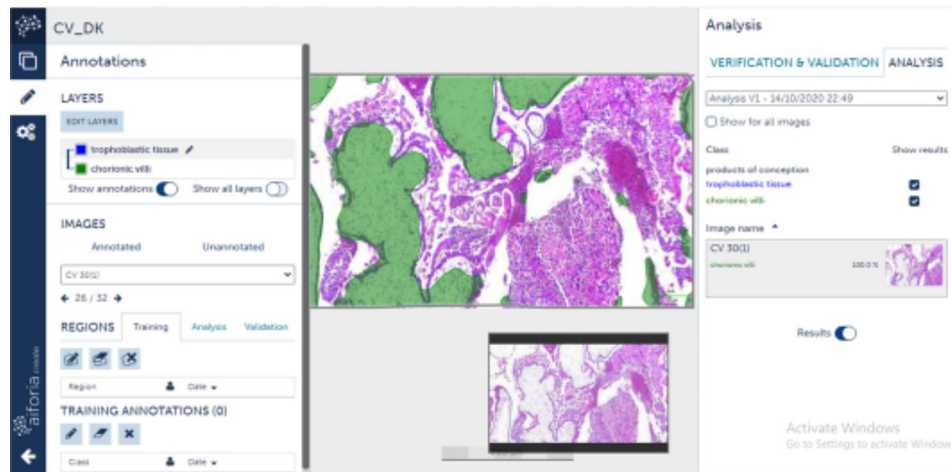 CV_DK
Annotations
LAYERS
EDIT LAYERS
trophoblastic tissue
chorionic villi
Show annotations
Show all layers
IMAGES
Annotated
Unannotated
CV 30(1)
26 / 32
REGIONS
Training
Analysis
Validation
Region
Date
TRAINING ANNOTATIONS (0)
Class
Date
aiforia create
Analysis
VERIFICATION & VALIDATION
ANALYSIS
Analysis V1 - 14/10/2020 22:49
Show for all images
Class
Show results
products of conception
trophoblastic tissue
chorionic villi
Image name
CV 30(1)
chorionic villi
100.0 %
Results
Activate Windows
Go to Settings to activate Window